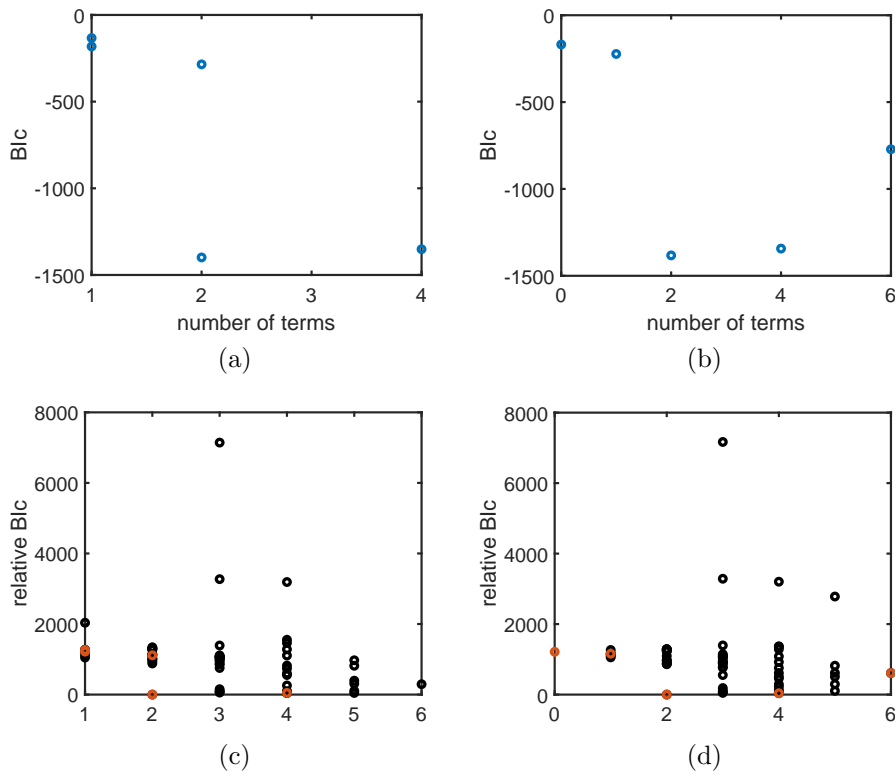 0
-500
-1000
-1500
BIc
1 2 3 4
number of terms
(a)
0
-500
-1000
-1500
BIc
0 2 4 6
number of terms
(b)
8000
6000
4000
2000
0
relative BIc
1 2 3 4 5 6
(c)
8000
6000
4000
2000
0
relative BIc
0 2 4 6
(d)